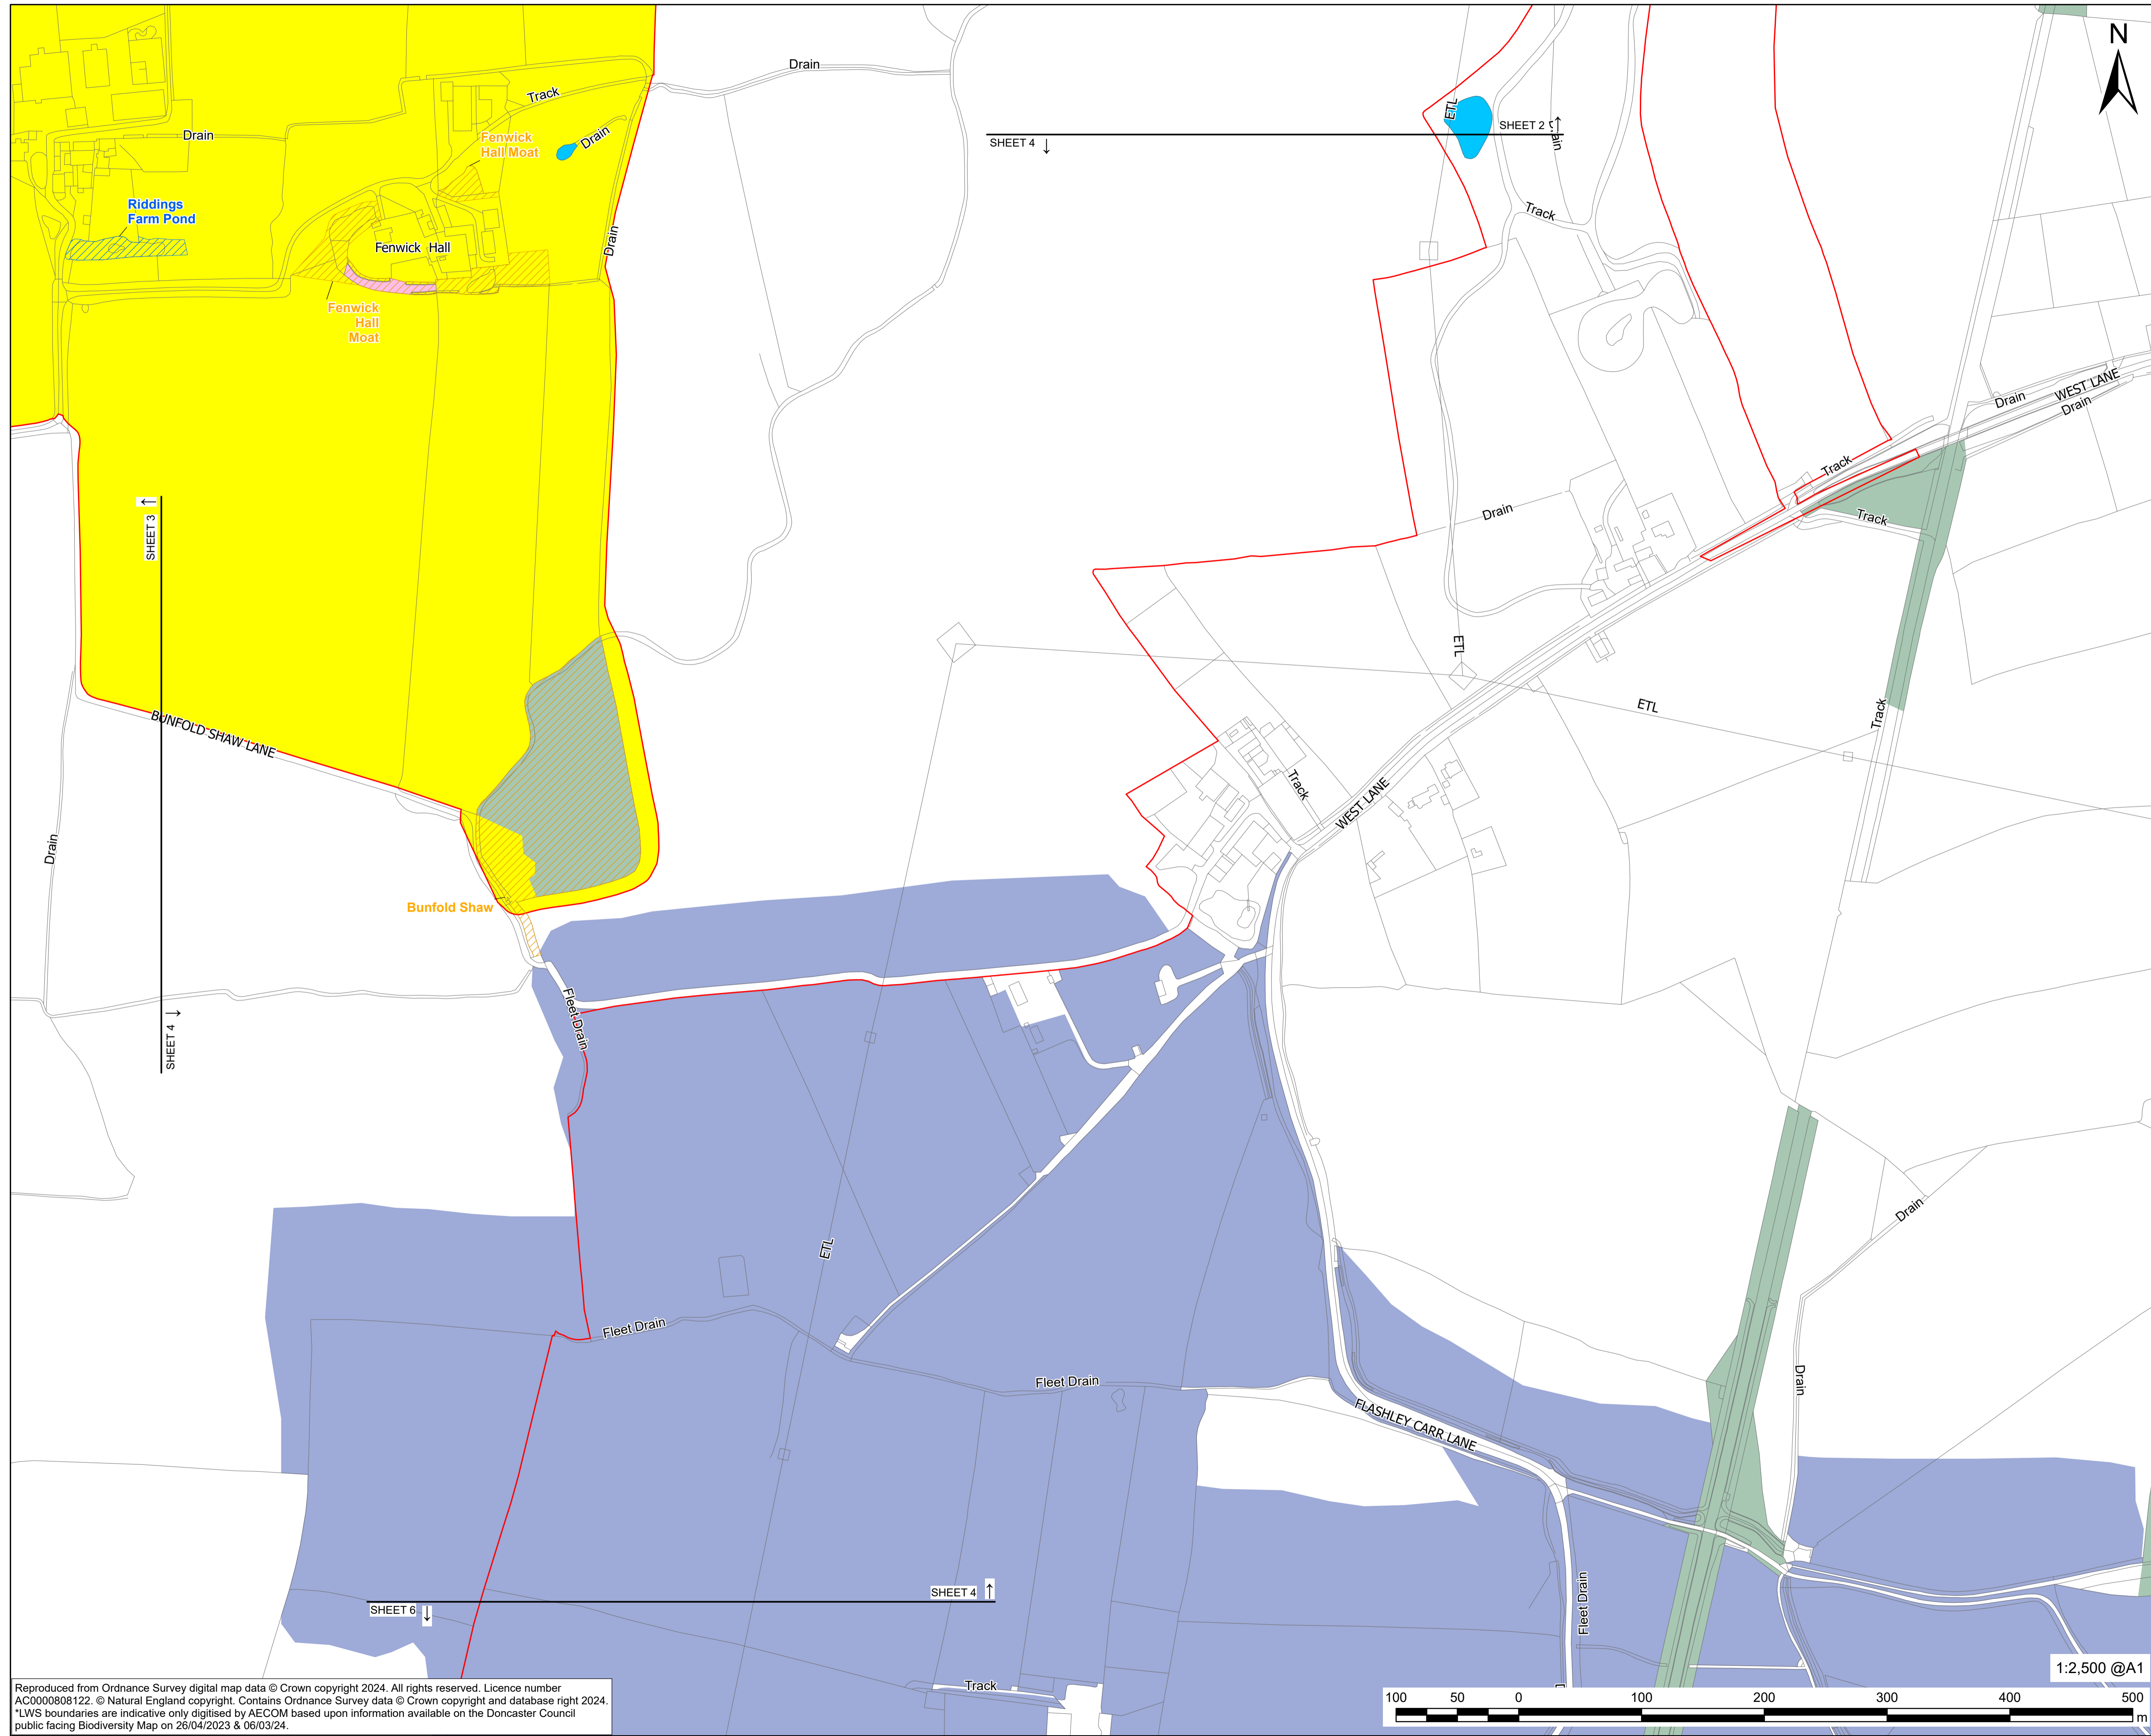 N
Drain
ETL
SHEET 2 ↑
SHEET 4 ↓
Drain
Track
Drain
Fenwick
Hall Moat
Drain
Riddings
Farm Pond
Track
Fenwick Hall
Drain
Fenwick
Hall
Moat
WEST LANE
Drain
Drain
Track
←
SHEET 3
Drain
Track
ETL
ETL
Track
BUNFOLD SHAW LANE
Track
WEST LANE
Drain
Bunfold Shaw
Fleet Drain
SHEET 4 →
Drain
ETL
Fleet Drain
Fleet Drain
Drain
FLASHLEY CARR LANE
Fleet Drain
SHEET 4 ↑
SHEET 6 ↓
Track
1:2,500 @A1
100 50 0 100 200 300 400 500
m
Reproduced from Ordnance Survey digital map data © Crown copyright 2024. All rights reserved. Licence number
AC0000808122. © Natural England copyright. Contains Ordnance Survey data © Crown copyright and database right 2024.
*LWS boundaries are indicative only digitised by AECOM based upon information available on the Doncaster Council
public facing Biodiversity Map on 26/04/2023 & 06/03/24.